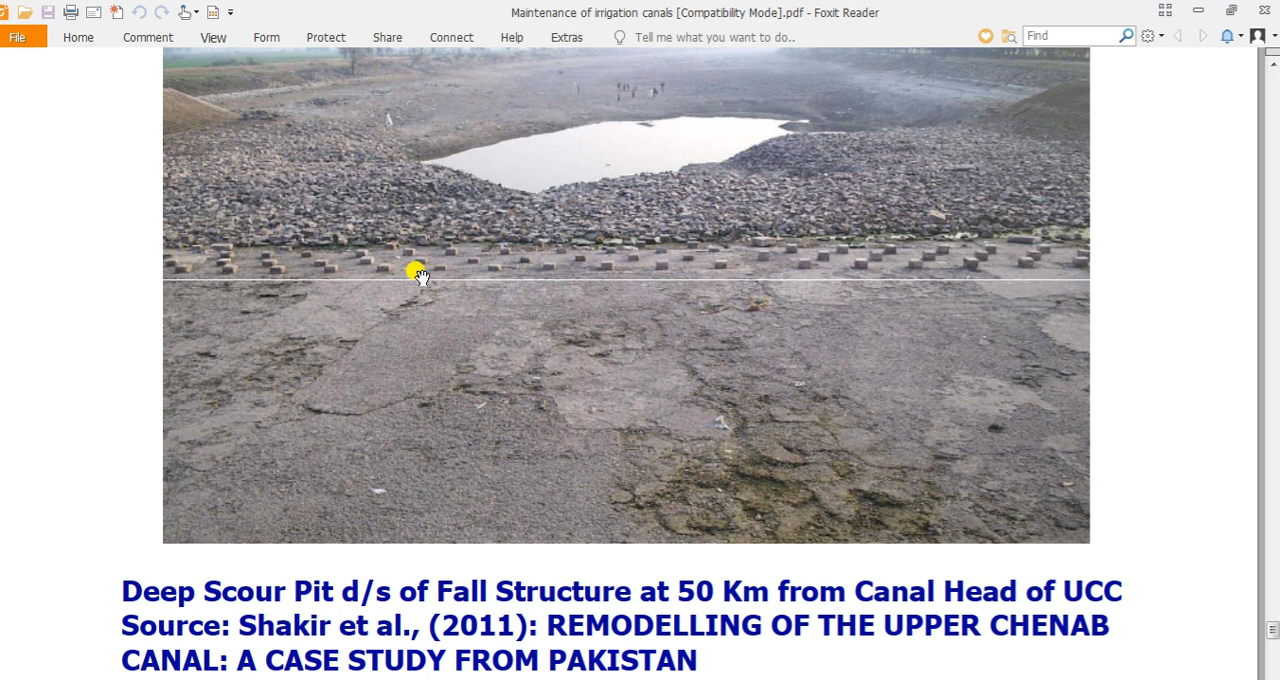 Maintenance of irrigation canals [Compatibility Mode].pdf - Foxit Reader
File Home Comment View Form Protect Share Connect Help Extras Tell me what you want to do.. Find
Deep Scour Pit d/s of Fall Structure at 50 Km from Canal Head of UCC
Source: Shakir et al., (2011): REMODELLING OF THE UPPER CHENAB
CANAL: A CASE STUDY FROM PAKISTAN